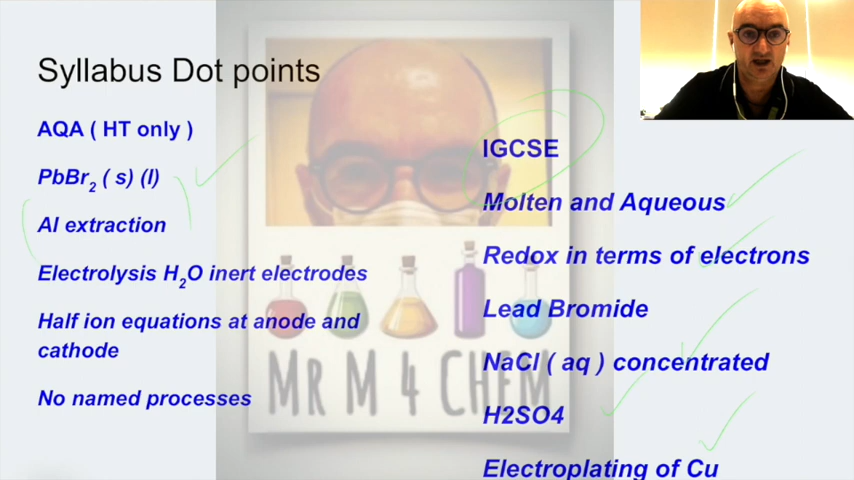 Syllabus Dot points
AQA ( HT only )
PbBr2 ( s) (l)
Al extraction
Electrolysis H2O inert electrodes
Half ion equations at anode and
cathode
No named processes
IGCSE
Molten and Aqueous
Redox in terms of electrons
Lead Bromide
NaCl ( aq ) concentrated
H2SO4
Electroplating of Cu
MR M 4 CHEM